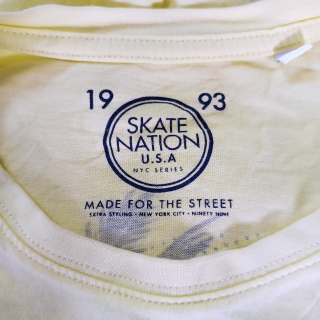 19 93
SKATE
NATION
U.S.A
NYC SERIES
MADE FOR THE STREET
EXTRA STYLING • NEW YORK CITY • NINETY NINE